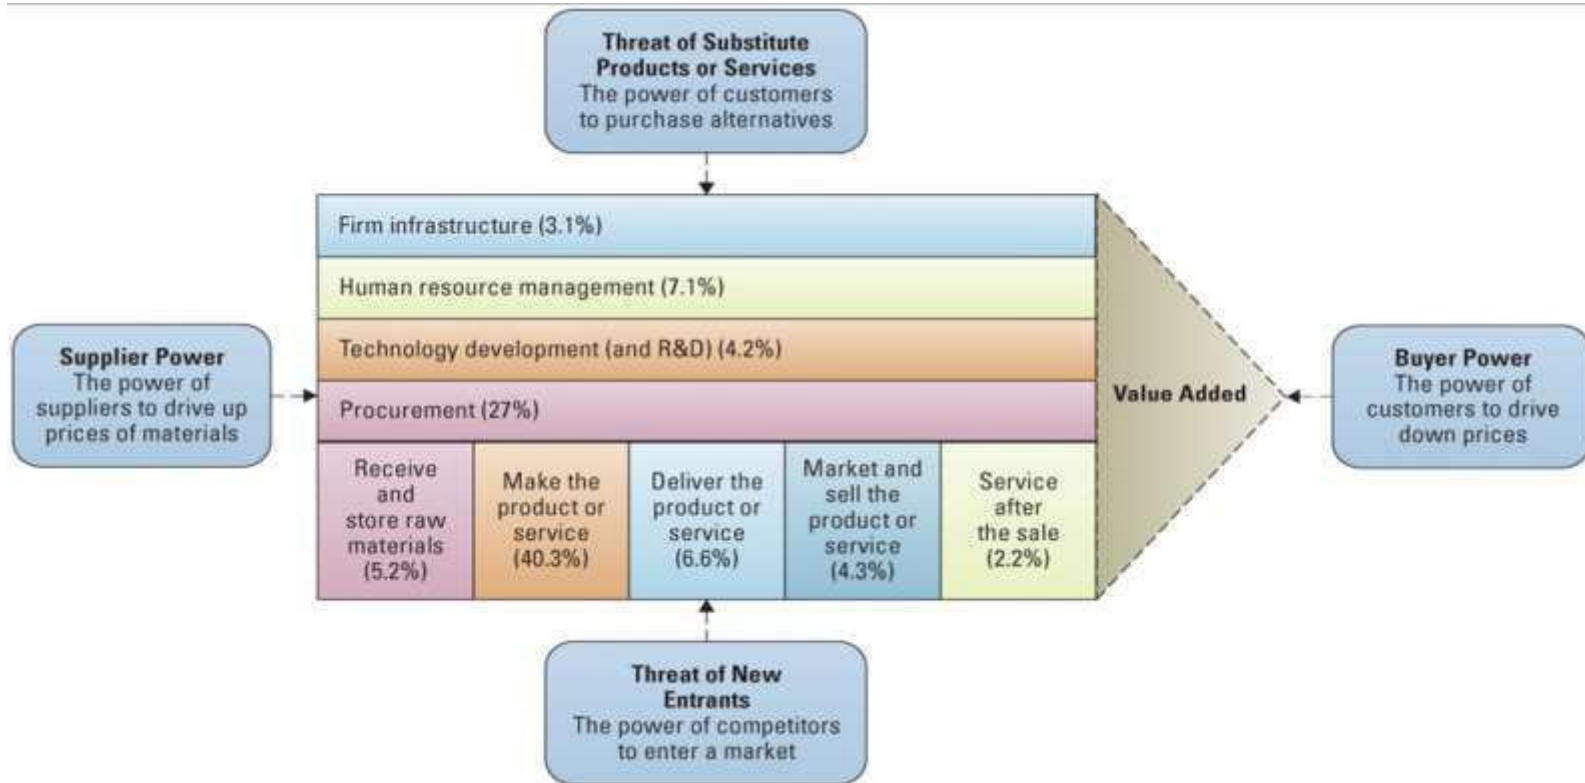 Threat of Substitute
Products or Services
The power of customers
to purchase alternatives
Firm infrastructure (3.1%)
Human resource management (7.1%)
Technology development (and R&D) (4.2%)
Procurement (27%)
Supplier Power
The power of
suppliers to drive up
prices of materials
Receive
and
store raw
materials
(5.2%)
Make the
product or
service
(40.3%)
Deliver the
product or
service
(6.6%)
Market and
sell the
product or
service
(4.3%)
Service
after
the sale
(2.2%)
Value Added
Buyer Power
The power of
customers to drive
down prices
Threat of New
Entrants
The power of competitors
to enter a market